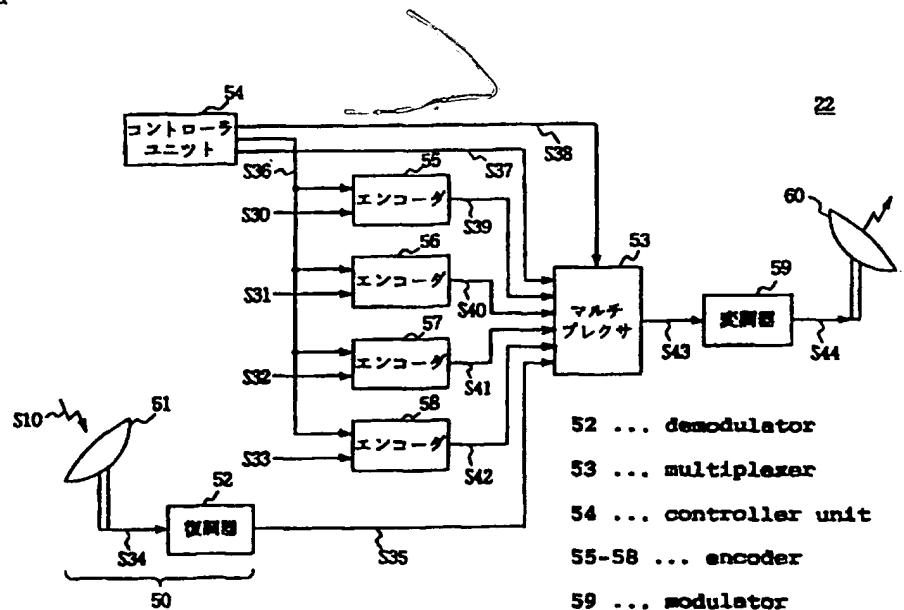 54
22
コントローラ
ユニット
S38
S36
S37
55
エンコーダ
S30
S39
60
56
エンコーダ
53
S31
S40
マルチ
プレクサ
59
変調器
57
エンコーダ
S43
S44
S32
S41
51
S10
58
エンコーダ
52 ... demodulator
S33
S42
53 ... multiplexer
52
復調器
54 ... controller unit
S34
S35
55-58 ... encoder
50
59 ... modulator